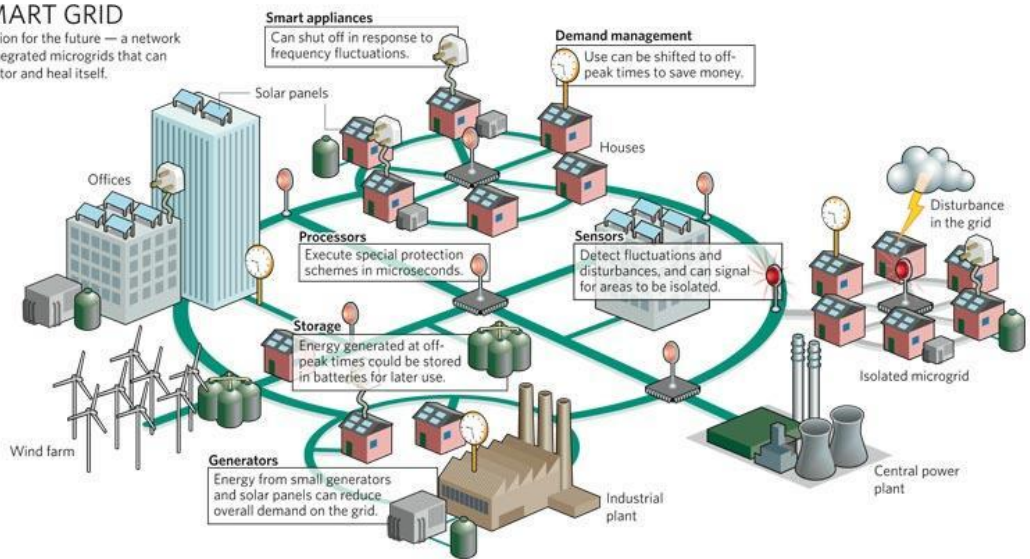 MART GRID
ion for the future — a network
egrated microgrids that can
tor and heal itself.
Smart appliances
Can shut off in response to
frequency fluctuations.
Demand management
Use can be shifted to off-
peak times to save money.
Solar panels
Houses
Offices
Disturbance
in the grid
Processors
Execute special protection
schemes in microseconds.
Sensors
Detect fluctuations and
disturbances, and can signal
for areas to be isolated.
Storage
Energy generated at off-
peak times could be stored
in batteries for later use.
Isolated microgrid
Wind farm
Generators
Energy from small generators
and solar panels can reduce
overall demand on the grid.
Industrial
plant
Central power
plant